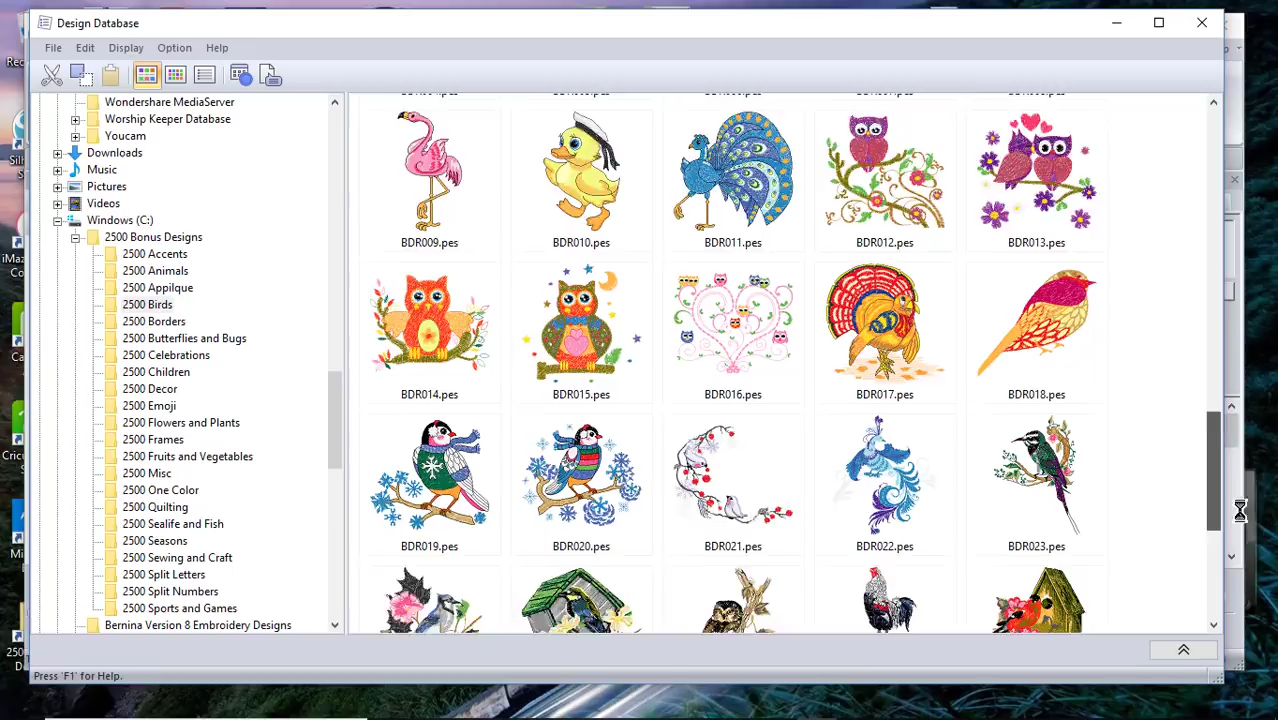 Design Database
File Edit Display Option Help
Wondershare MediaServer
Worship Keeper Database
Youcam
Downloads
Music
Pictures
Videos
Windows (C:)
2500 Bonus Designs
2500 Accents
2500 Animals
2500 Appilque
2500 Birds
2500 Borders
2500 Butterflies and Bugs
2500 Celebrations
2500 Children
2500 Decor
2500 Emoji
2500 Flowers and Plants
2500 Frames
2500 Fruits and Vegetables
2500 Misc
2500 One Color
2500 Quilting
2500 Sealife and Fish
2500 Seasons
2500 Sewing and Craft
2500 Split Letters
2500 Split Numbers
2500 Sports and Games
Bernina Version 8 Embroidery Designs
BDR009.pes BDR010.pes BDR011.pes BDR012.pes BDR013.pes
BDR014.pes BDR015.pes BDR016.pes BDR017.pes BDR018.pes
BDR019.pes BDR020.pes BDR021.pes BDR022.pes BDR023.pes
Press 'F1' for Help.